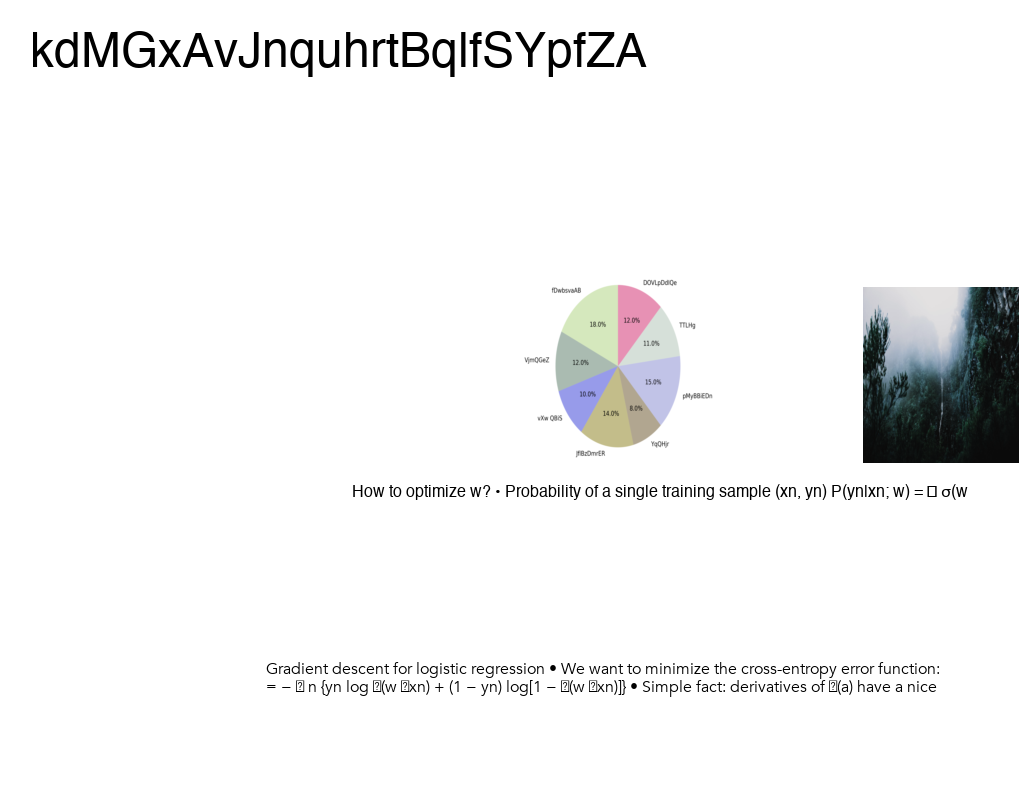 kdMGxAvJnquhrtBqlfSYpfZA
DOVLpDdIQe
fDwbsvaAB
18.0%
12.0%
TTLHg
11.0%
VjmQGeZ
12.0%
15.0%
pMyBBiEDn
10.0%
8.0%
14.0%
vXw QBiS
YqQHjr
JfIBzDmrER
How to optimize w? • Probability of a single training sample (xn, yn) P(yn|xn; w) = � σ(w
Gradient descent for logistic regression • We want to minimize the cross-entropy error function:
= − � n {yn log �(w �xn) + (1 − yn) log[1 − �(w �xn)]} • Simple fact: derivatives of �(a) have a nice